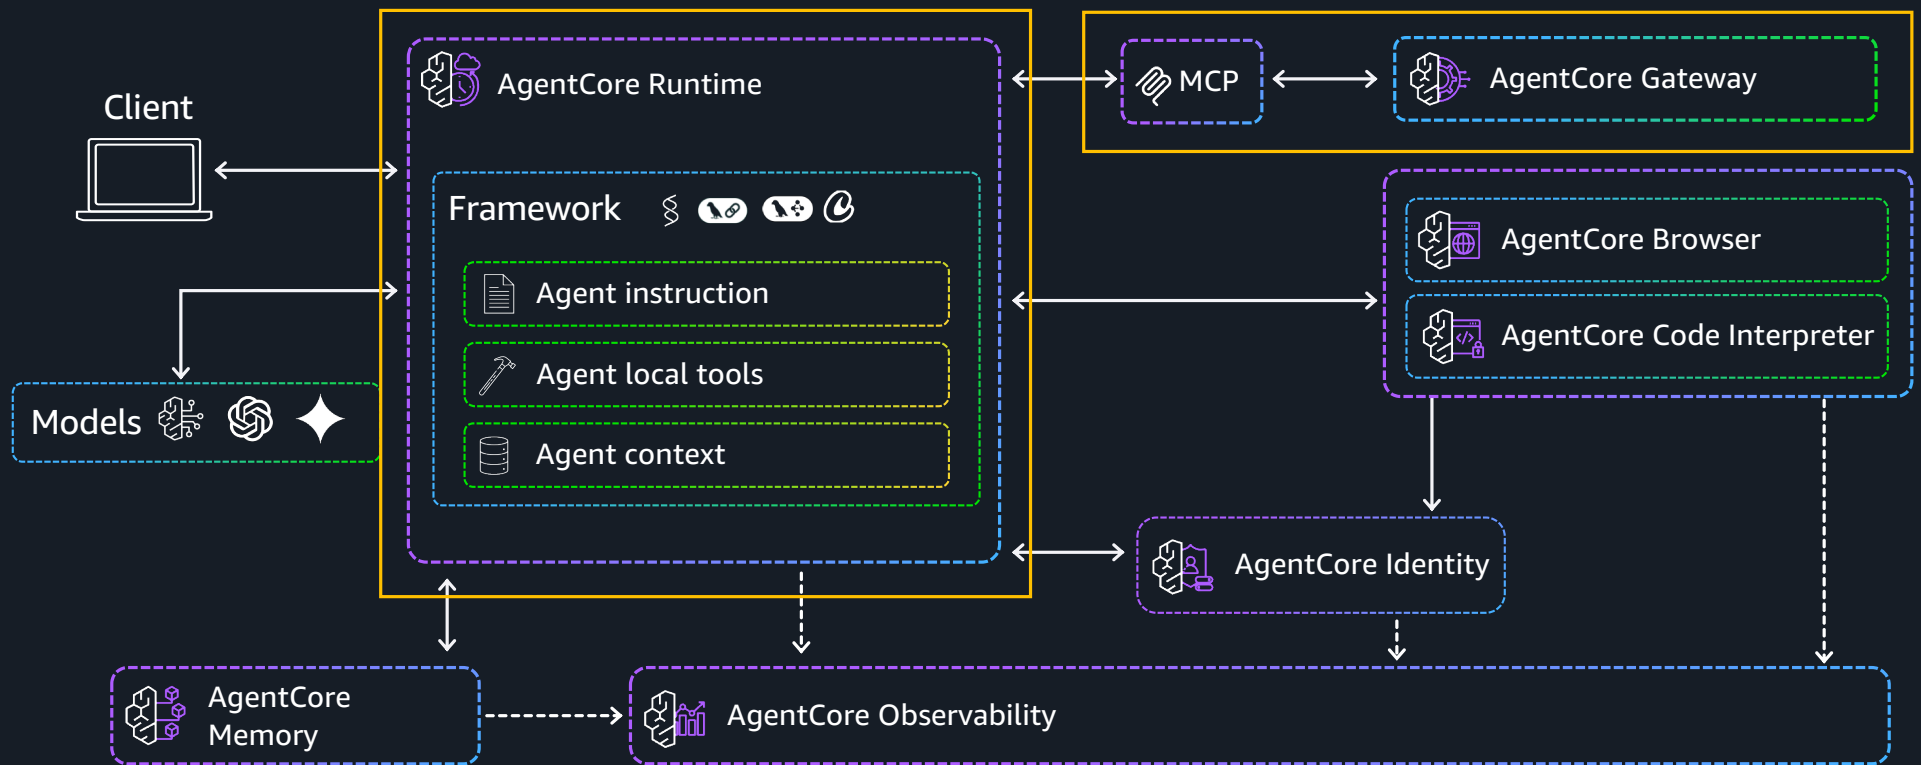 Client
AgentCore Runtime
MCP
AgentCore Gateway
Framework
Agent instruction
Agent local tools
Agent context
AgentCore Browser
AgentCore Code Interpreter
Models
AgentCore Identity
AgentCore
Memory
AgentCore Observability